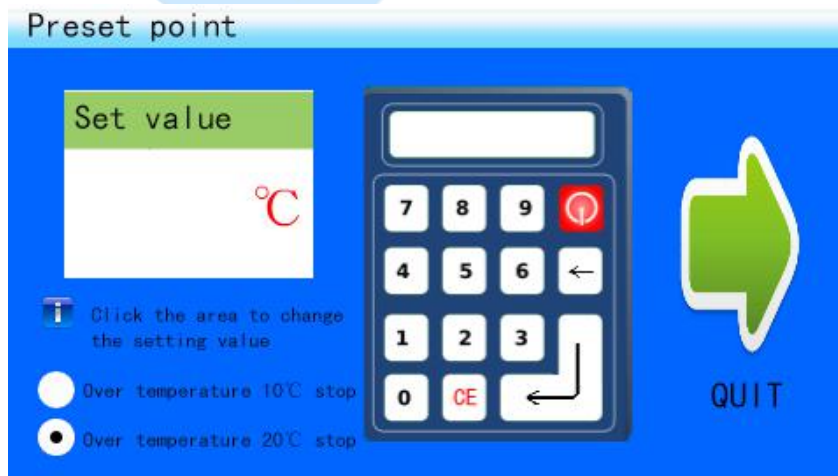 Preset point
Set value
℃
Click the area to change
the setting value
Over temperature 10℃ stop
Over temperature 20℃ stop
7 8 9
4 5 6 ←
1 2 3
0 CE
QUIT